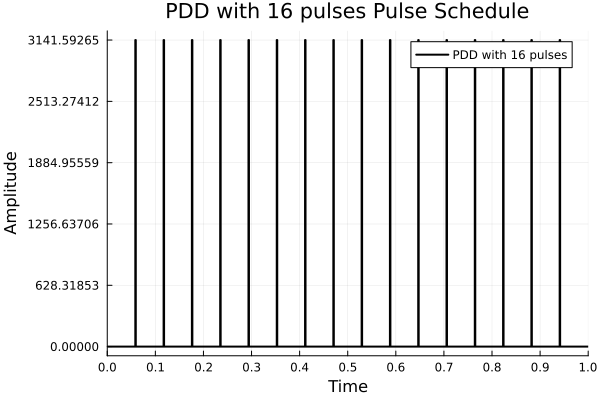 PDD with 16 pulses Pulse Schedule
3141.59265
2513.27412
1884.95559
1256.63706
628.31853
0.00000
Amplitude
PDD with 16 pulses
0.0 0.1 0.2 0.3 0.4 0.5 0.6 0.7 0.8 0.9 1.0
Time